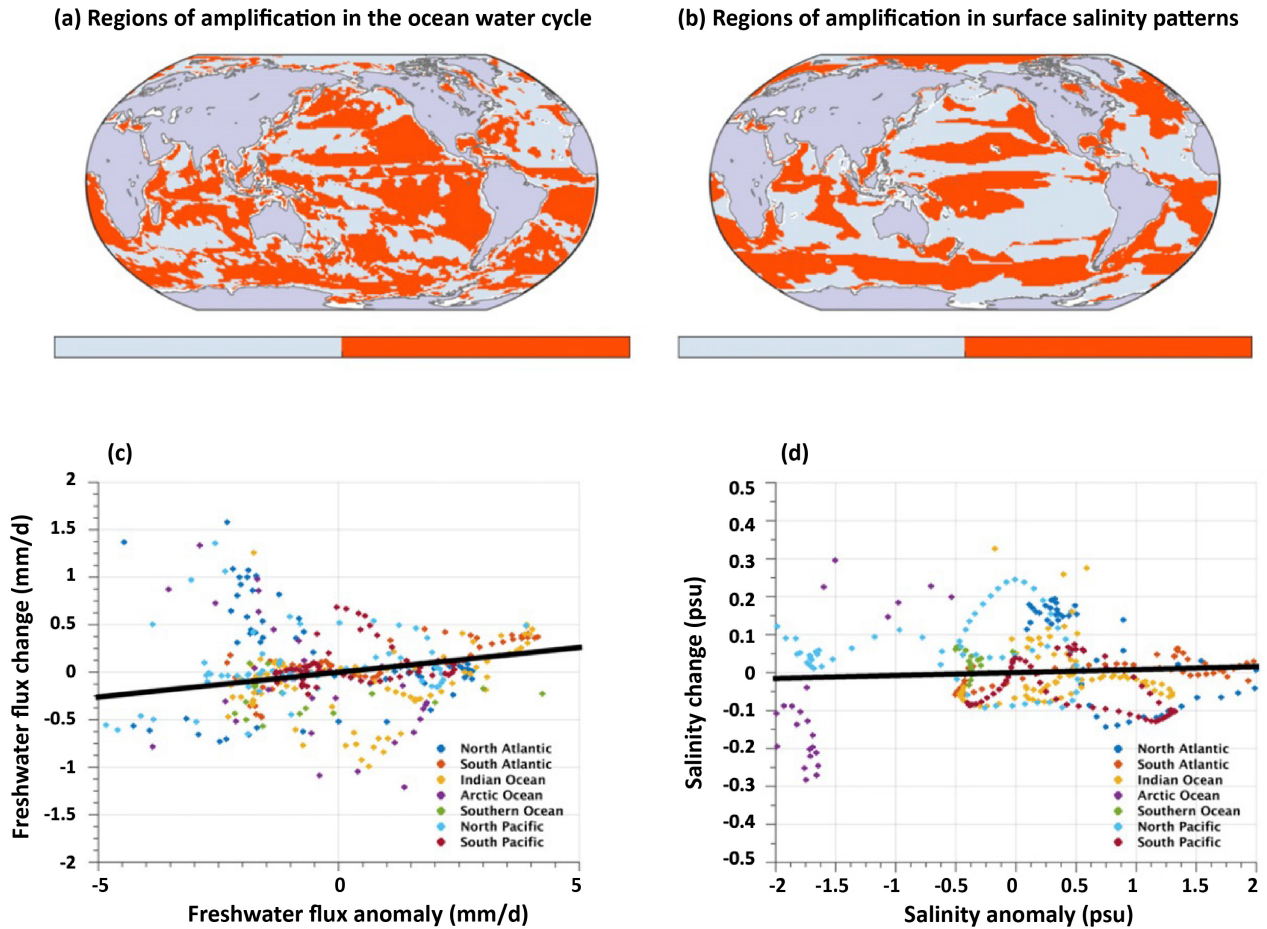 (a) Regions of amplification in the ocean water cycle
(b) Regions of amplification in surface salinity patterns
(c)
2
1.5
1
0.5
0
-0.5
-1
-1.5
-2
Freshwater flux change (mm/d)
North Atlantic
South Atlantic
Indian Ocean
Arctic Ocean
Southern Ocean
North Pacific
South Pacific
-5 0 5
Freshwater flux anomaly (mm/d)
(d)
0.5
0.4
0.3
0.2
0.1
0
-0.1
-0.2
-0.3
-0.4
-0.5
Salinity change (psu)
North Atlantic
South Atlantic
Indian Ocean
Arctic Ocean
Southern Ocean
North Pacific
South Pacific
-2 -1.5 -1 -0.5 0 0.5 1 1.5 2
Salinity anomaly (psu)